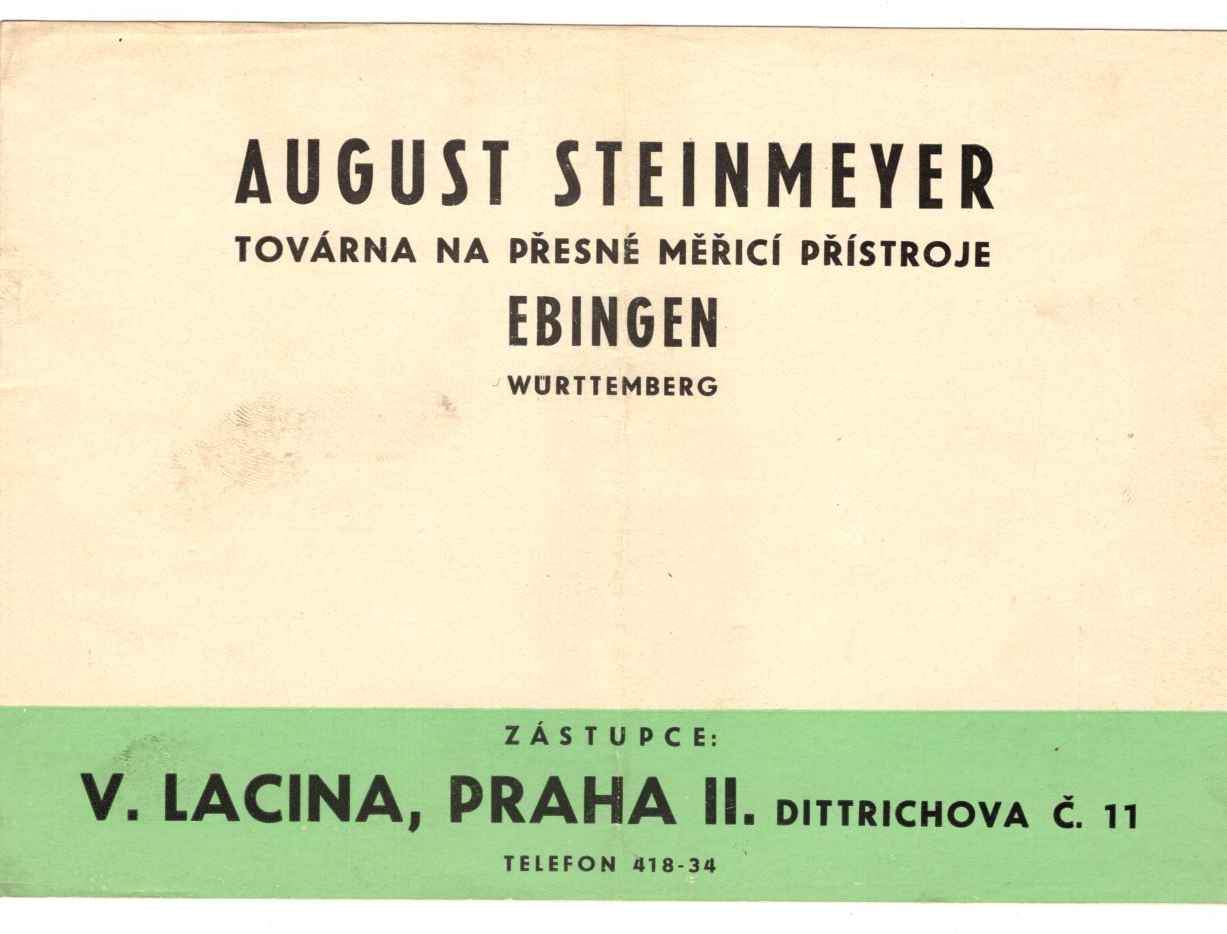 AUGUST STEINMEYER
TOVÁRNA NA PŘESNÉ MĚŘICÍ PŘÍSTROJE
EBINGEN
WÜRTTEMBERG
ZÁSTUPCE:
V. LACINA, PRAHA II. DITTRICHOVA Č. 11
TELEFON 418-34